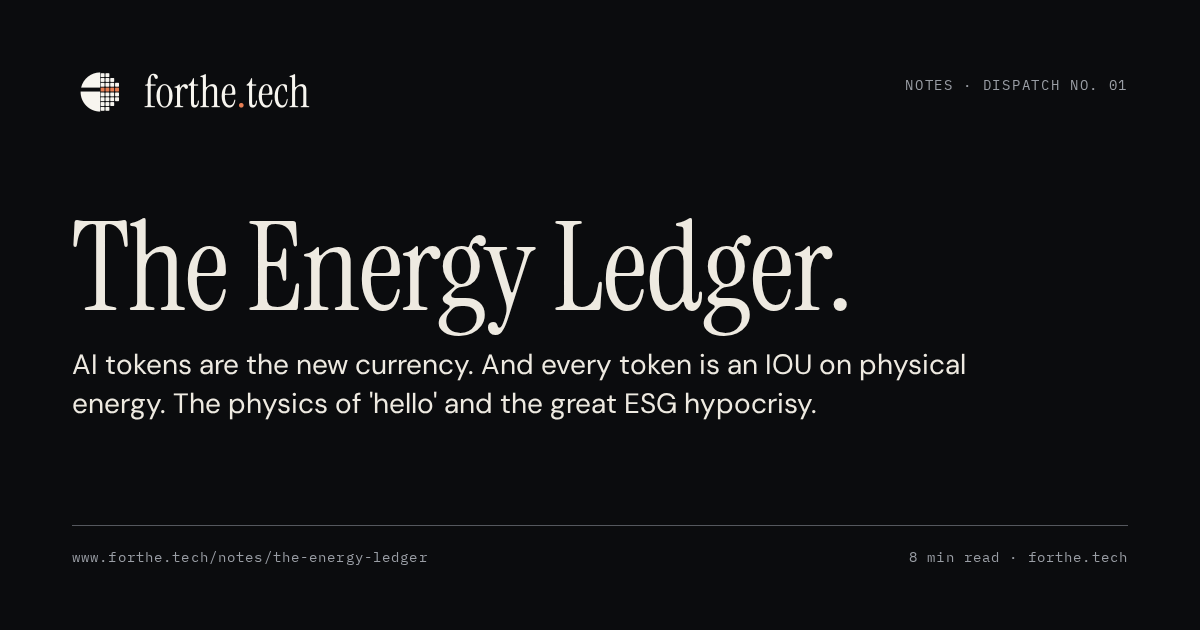 forthe.tech
NOTES · DISPATCH NO. 01
The Energy Ledger.
AI tokens are the new currency. And every token is an IOU on physical
energy. The physics of 'hello' and the great ESG hypocrisy.
www.forthe.tech/notes/the-energy-ledger
8 min read · forthe.tech